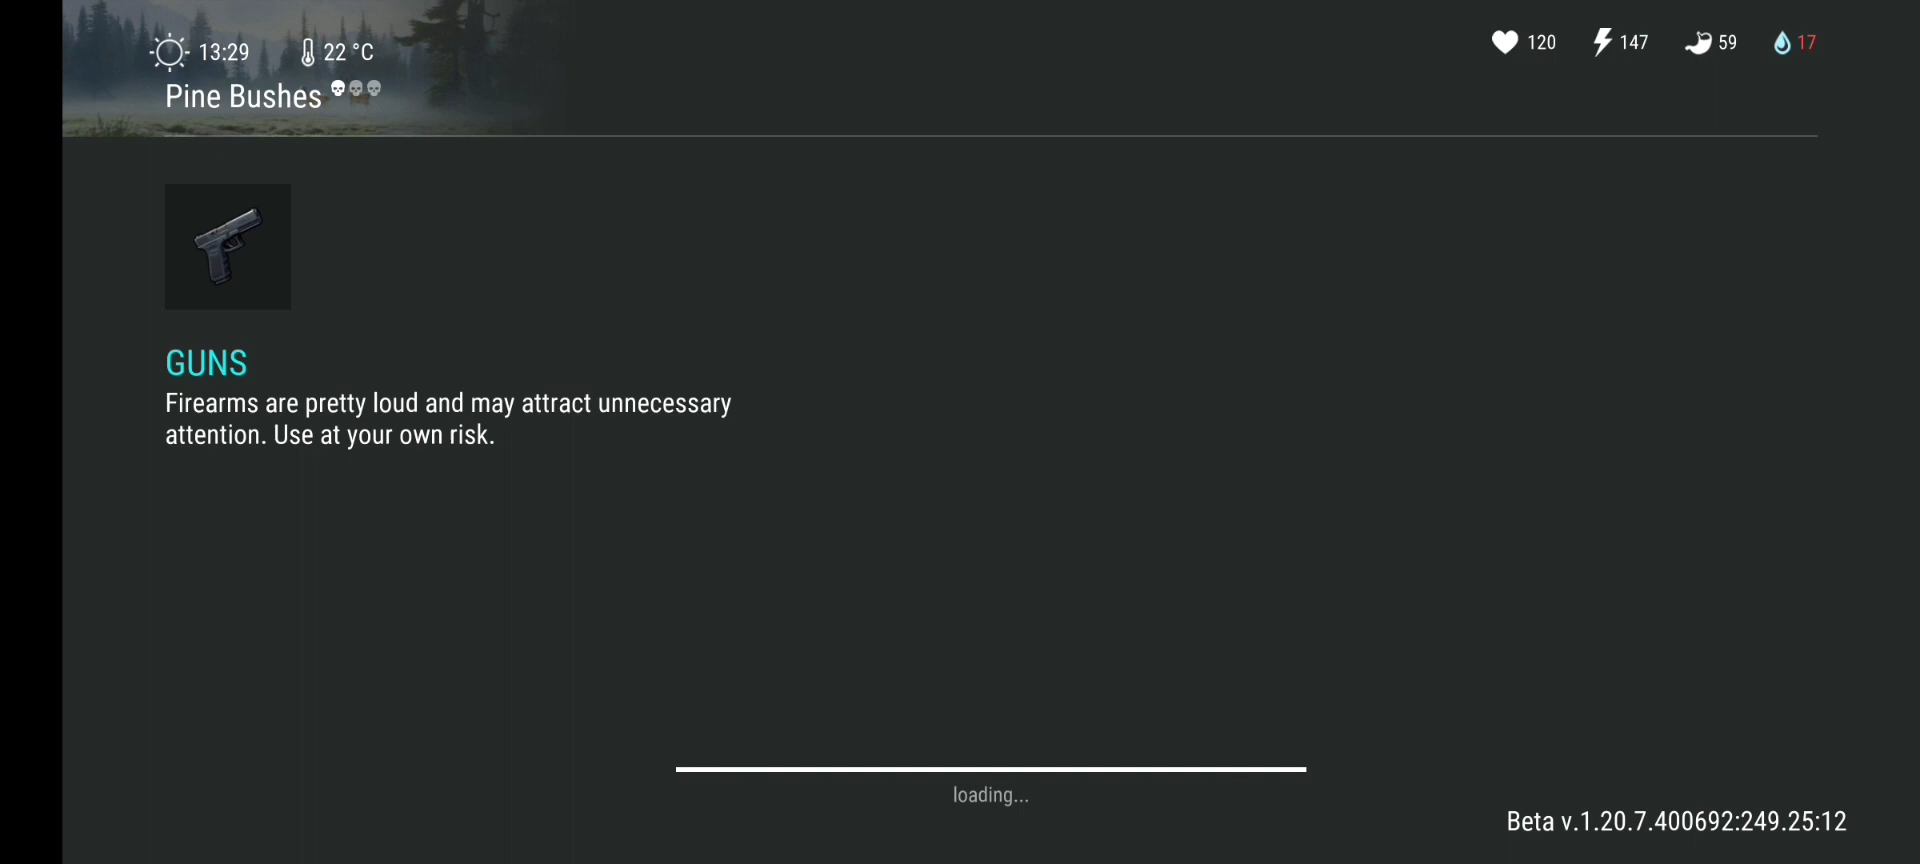 13:29 22 °C 120 147 59 17
Pine Bushes
GUNS
Firearms are pretty loud and may attract unnecessary
attention. Use at your own risk.
loading...
Beta v.1.20.7.400692:249.25:12